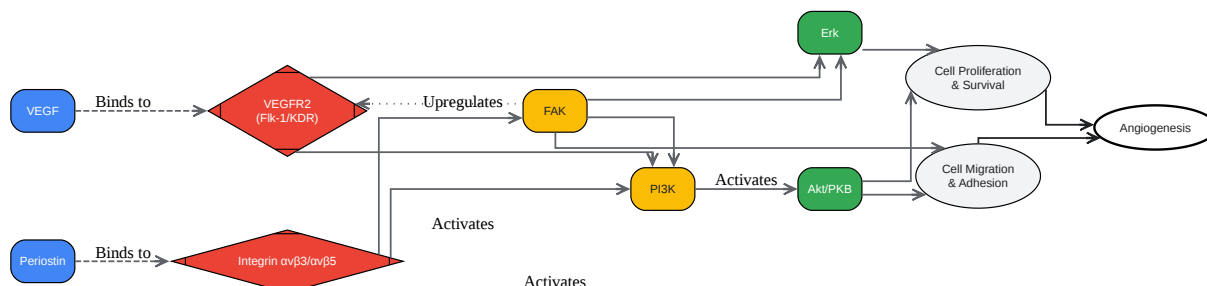 Erk
Cell Proliferation
& Survival
VEGF
Binds to
VEGFR2
(Flk-1/KDR)
Upregulates
FAK
Angiogenesis
PI3K
Activates
Akt/PKB
Cell Migration
& Adhesion
Activates
Periostin
Binds to
Integrin αvβ3/αvβ5
Activates